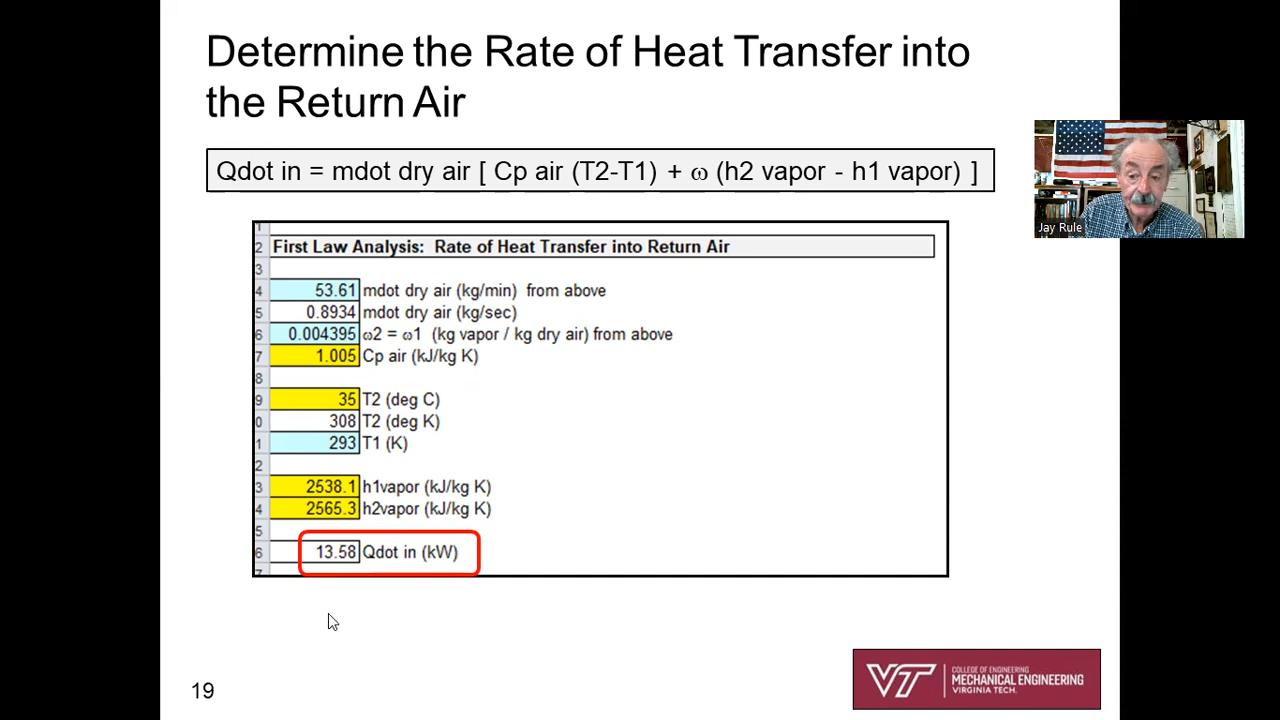 Determine the Rate of Heat Transfer into
the Return Air
Qdot in = mdot dry air [ Cp air (T2-T1) + ω (h2 vapor - h1 vapor) ]
Jay Rule
1
2 First Law Analysis: Rate of Heat Transfer into Return Air
3
4 53.61 mdot dry air (kg/min) from above
5 0.8934 mdot dry air (kg/sec)
6 0.004395 ω2 = ω1 (kg vapor / kg dry air) from above
7 1.005 Cp air (kJ/kg K)
8
9 35 T2 (deg C)
0 308 T2 (deg K)
1 293 T1 (K)
2
3 2538.1 h1vapor (kJ/kg K)
4 2565.3 h2vapor (kJ/kg K)
5
6 13.58 Qdot in (kW)
7
19
VT
COLLEGE OF ENGINEERING
MECHANICAL ENGINEERING
VIRGINIA TECH.